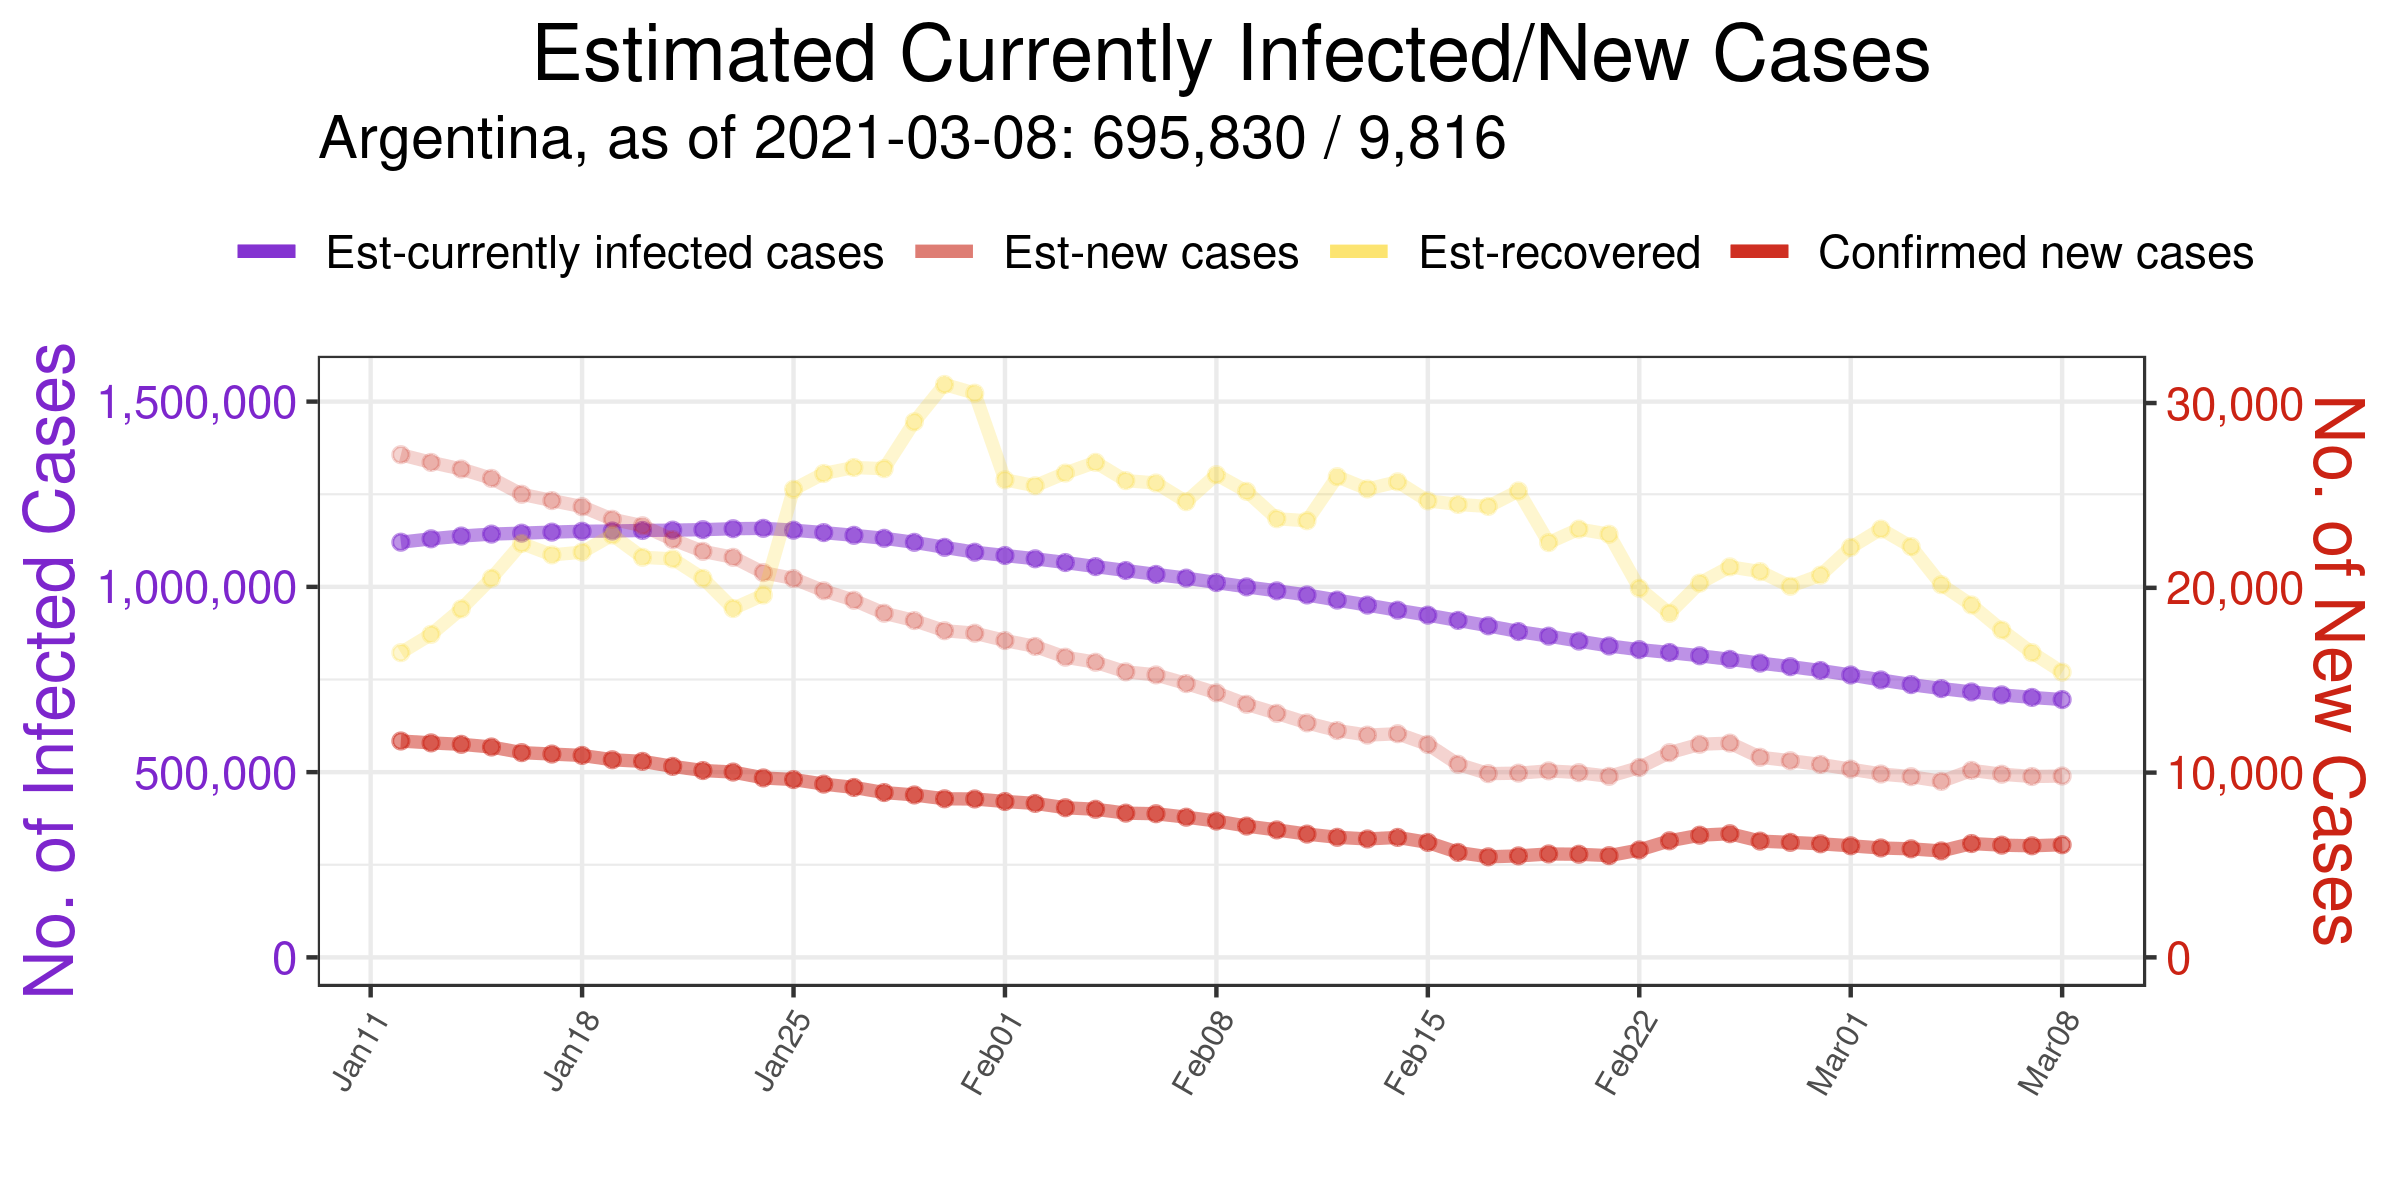 Estimated Currently Infected/New Cases
Argentina, as of 2021-03-08: 695,830 / 9,816
Est-currently infected cases Est-new cases Est-recovered Confirmed new cases
No. of Infected Cases
1,500,000
1,000,000
500,000
0
30,000
20,000
10,000
0
No. of New Cases
Jan11 Jan18 Jan25 Feb01 Feb08 Feb15 Feb22 Mar01 Mar08